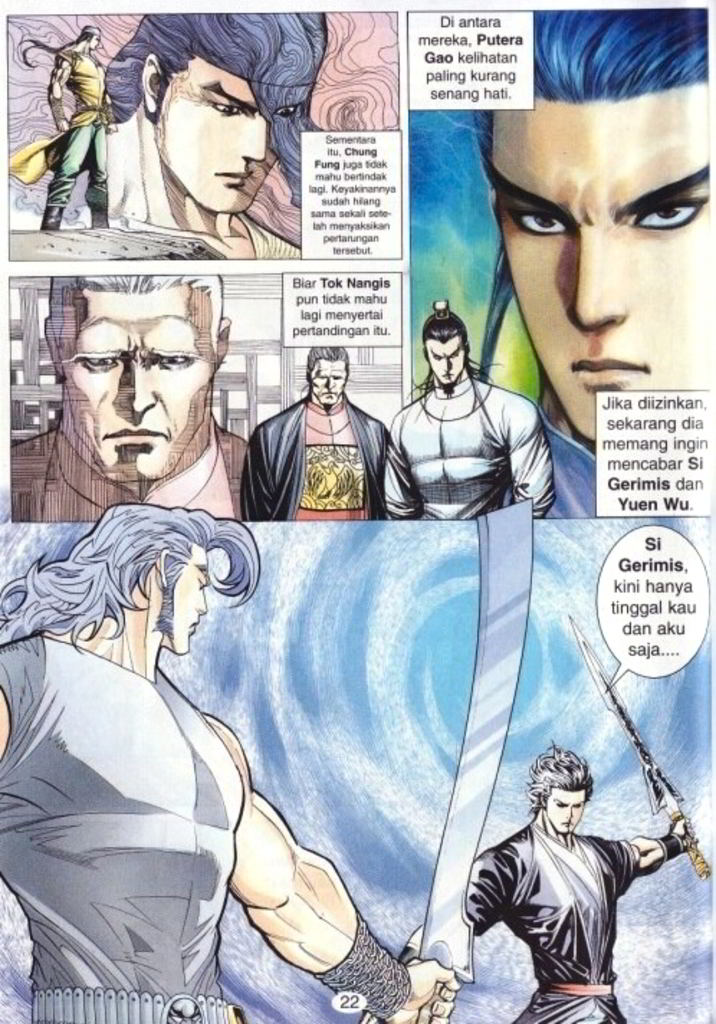 Sementara
itu, Chung
Fung juga tidak
mahu bertindak
lagi. Keyakinannya
sudah hilang
sama sekali sete-
lah menyaksikan
pertarungan
tersebut.
Di antara
mereka, Putera
Gao kelihatan
paling kurang
senang hati.
Biar Tok Nangis
pun tidak mahu
lagi menyertai
pertandingan itu.
Jika diizinkan,
sekarang dia
memang ingin
mencabar Si
Gerimis dan
Yuen Wu.
Si
Gerimis,
kini hanya
tinggal kau
dan aku
saja....
22